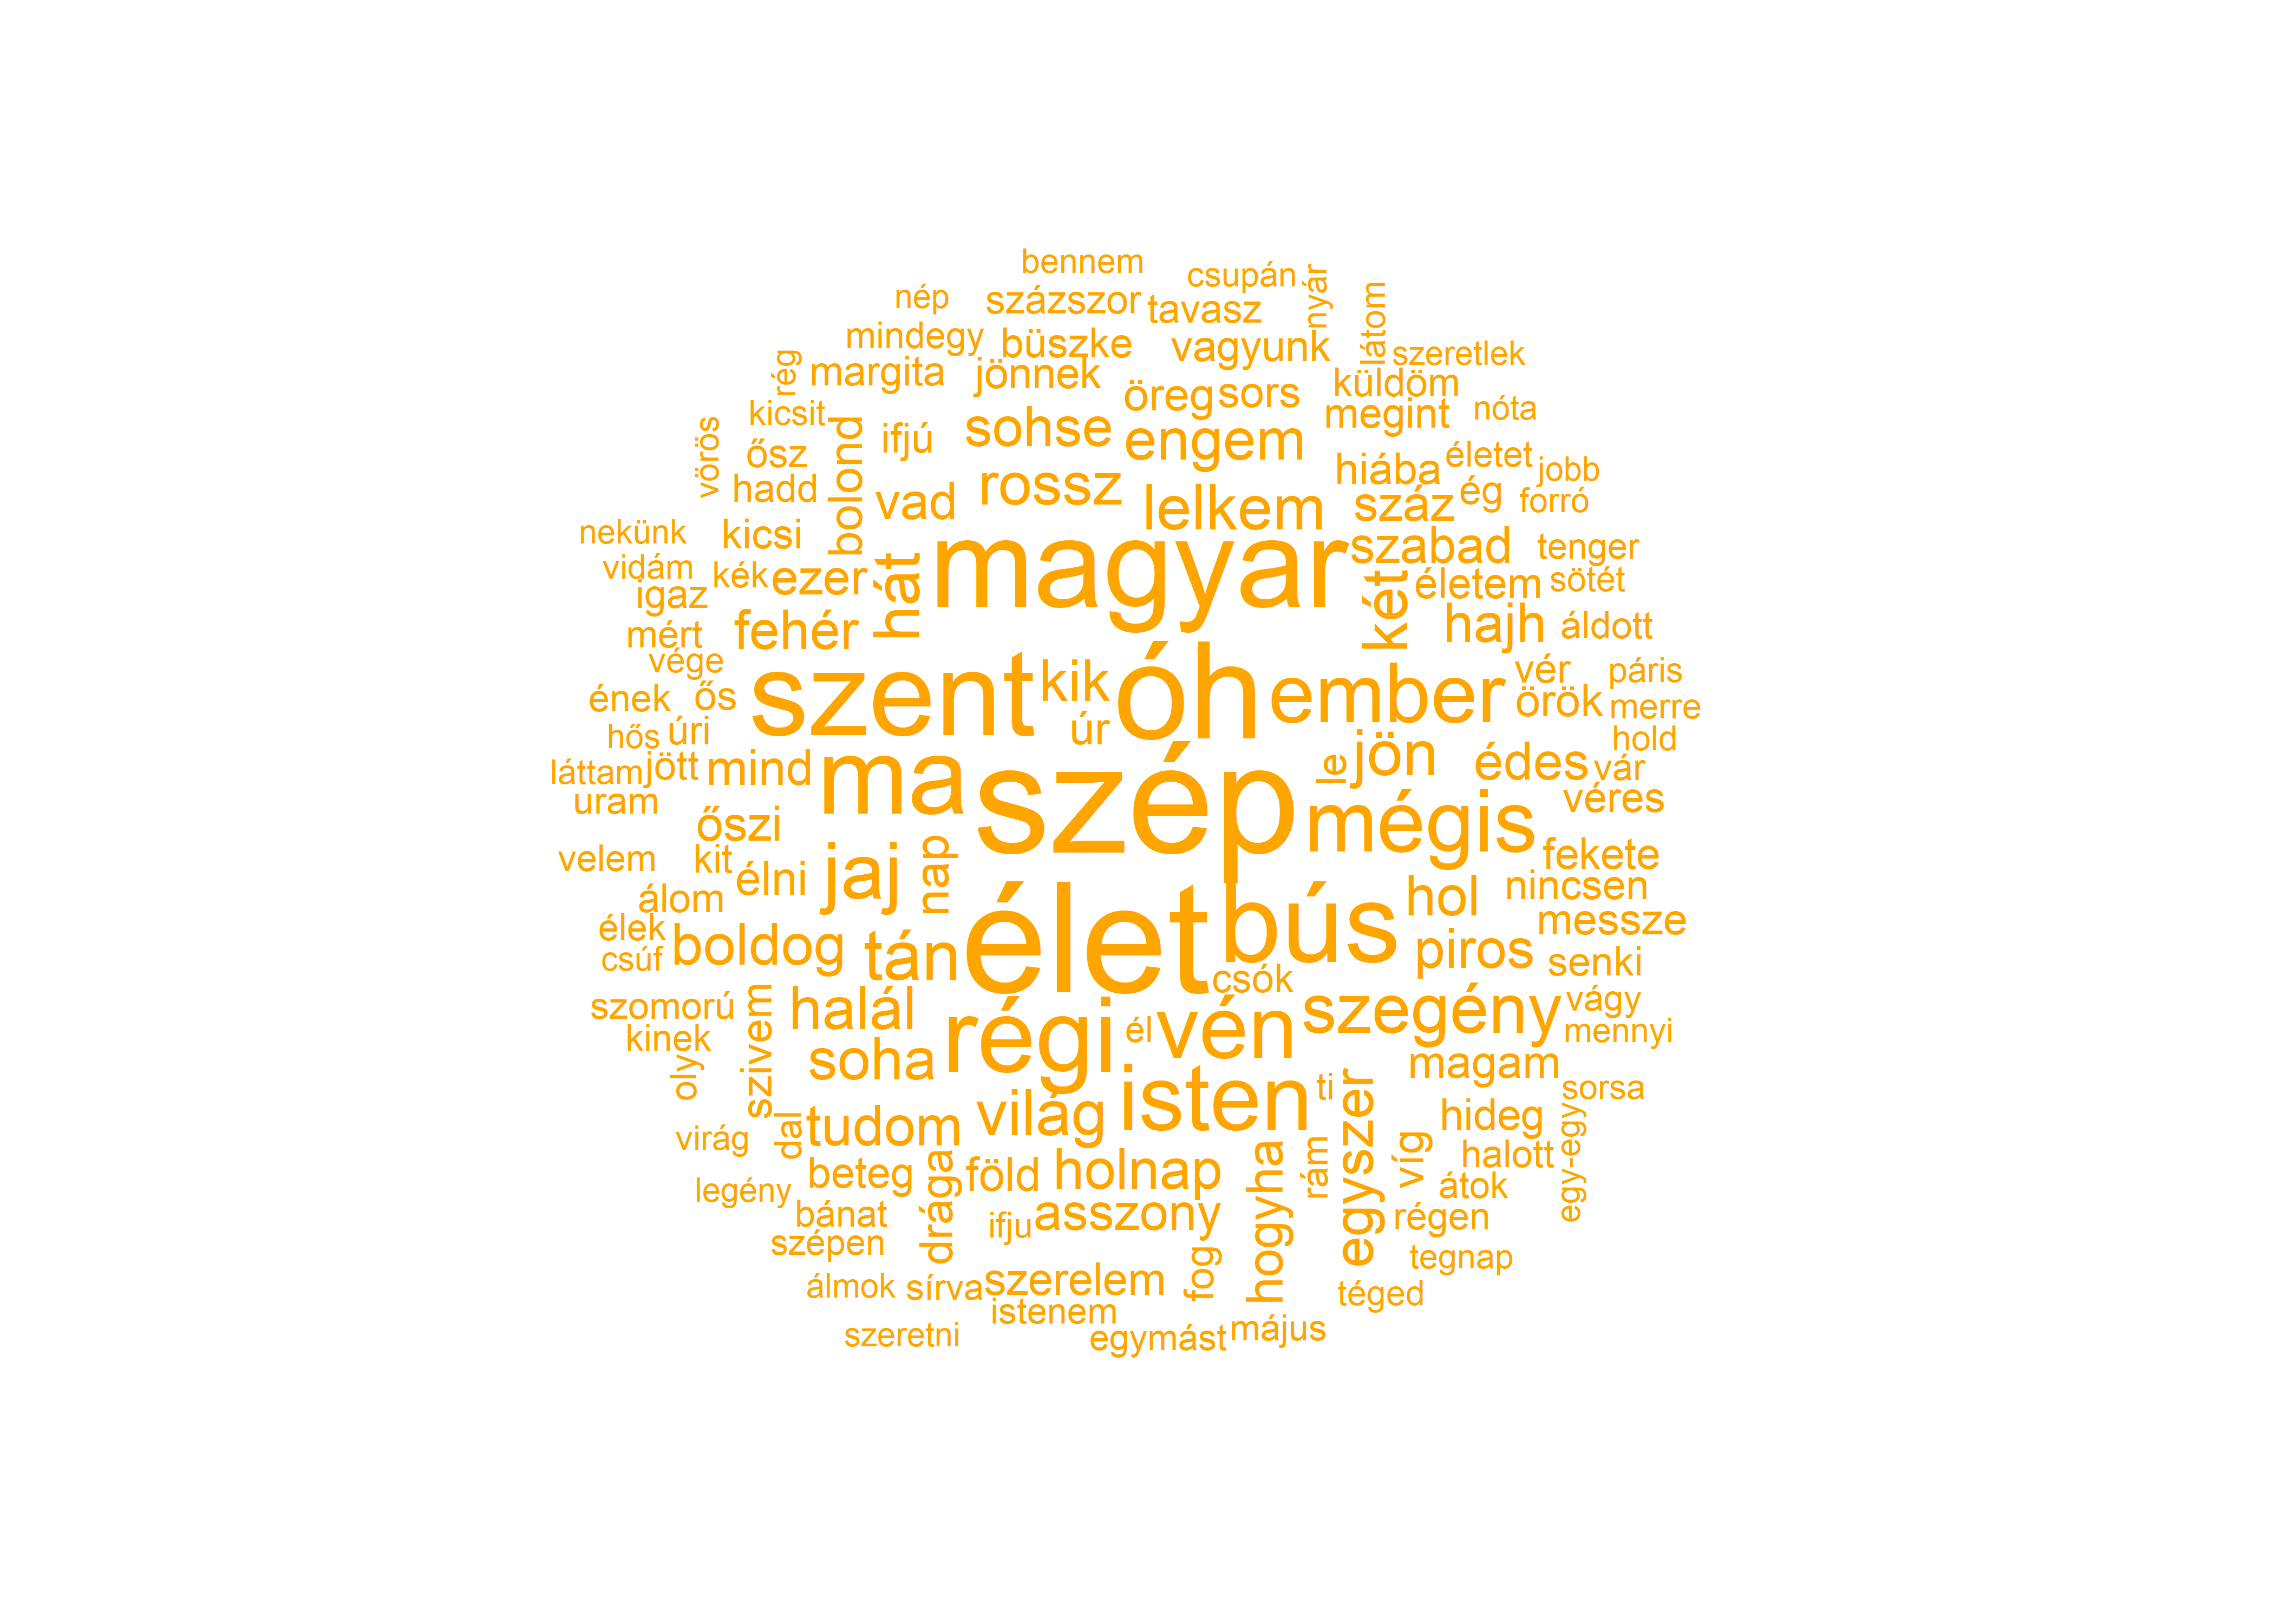 bennem
csupán
nyár
nép
százszor
tavasz
látom
mindegy
büszke
vagyunk
szeretlek
rég
margita
jönnek
öreg
sors
küldöm
kicsit
megint
nóta
vörös
bolond
ifjú
sohse
engem
ősz
hiába
életet
jobb
hadd
vad
rossz
lelkem
száz
ég
forró
nekünk
kicsi
magyar
szabad
tenger
vidám
kék
ezer
hát
két
életem
sötét
igaz
mért
fehér
hajh
áldott
vége
szent
kik
óh
ember
vér
páris
ének
ős
örök
merre
hős
úri
úr
hold
láttam
jött
mind
ma
szép
le
jön
édes
vár
uram
őszi
mégis
véres
velem
kit
élni
jaj
nap
fekete
álom
élet
bús
hol
nincsen
élek
messze
csúf
boldog
tán
piros
senki
csók
szomorú
szivem
halál
régi
él
vén
szegény
vágy
kinek
mennyi
oly
soha
magam
isten
ti
egyszer
sorsa
virág
dal
tudom
világ
hideg
egy-egy
rám
víg
halott
legény
beteg
drága
föld
holnap
hogyha
átok
bánat
ifju
asszony
régen
szépen
tegnap
álmok
sírva
szerelem
fog
téged
istenem
szeretni
egymást
május